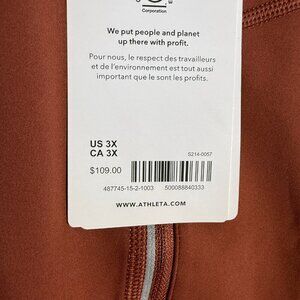 Corporation
We put people and planet
up there with profit.
Pour nous, le respect des travailleurs
et de l'environnement est tout aussi
important que le sont les profits.
US 3X
CA 3X
S214-0057
$109.00
487745-15-2-1003 500088840333
WWW.ATHLETA.COM